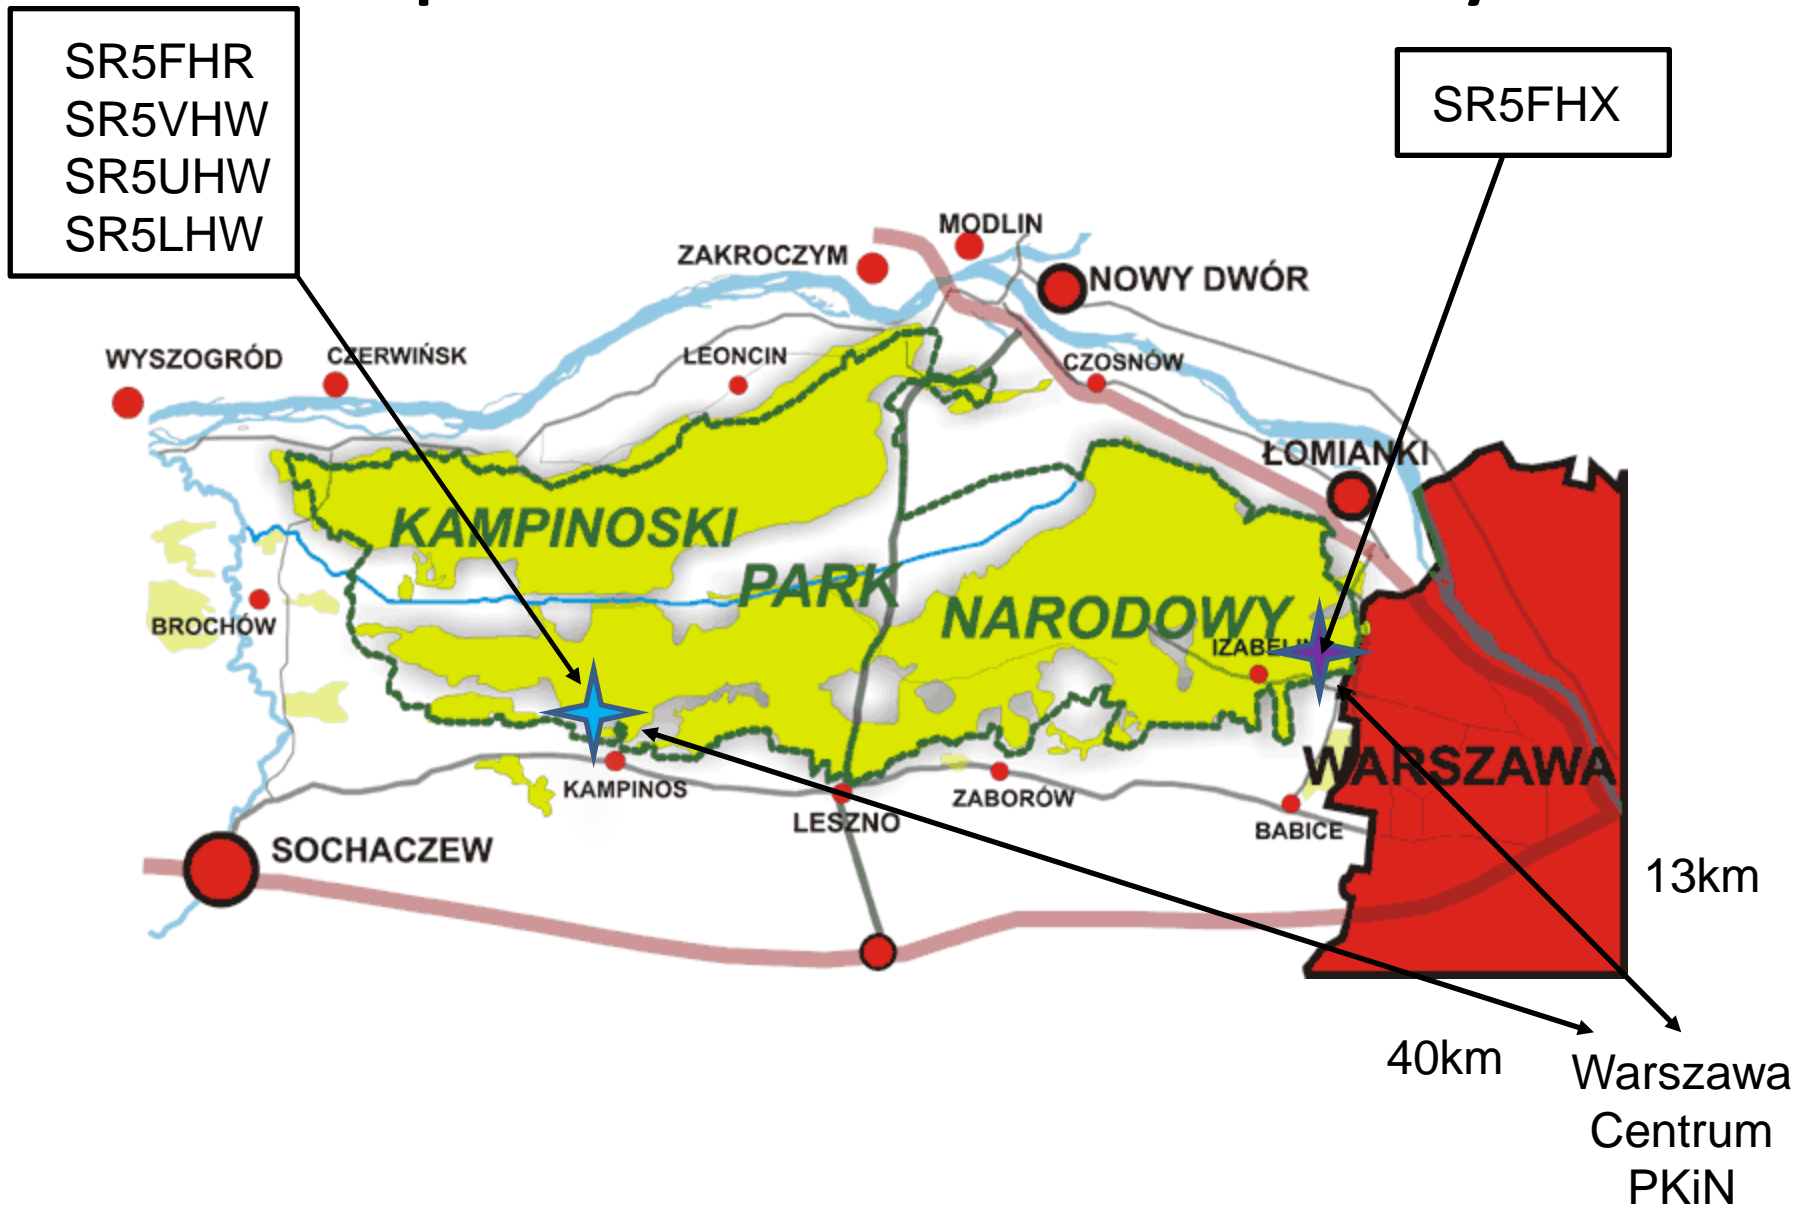 SR5FHR
SR5VHW
SR5UHW
SR5LHW
SR5FHX
MODLIN
ZAKROCZYM
NOWY DWÓR
WYSZOGRÓD
CZERWIŃSK
LEONCIN
CZOSNÓW
ŁOMIANKI
KAMPINOSKI
PARK
NARODOWY
BROCHÓW
IZABELIN
WARSZAWA
KAMPINOS
ZABORÓW
LESZNO
BABICE
SOCHACZEW
13km
40km
Warszawa
Centrum
PKiN